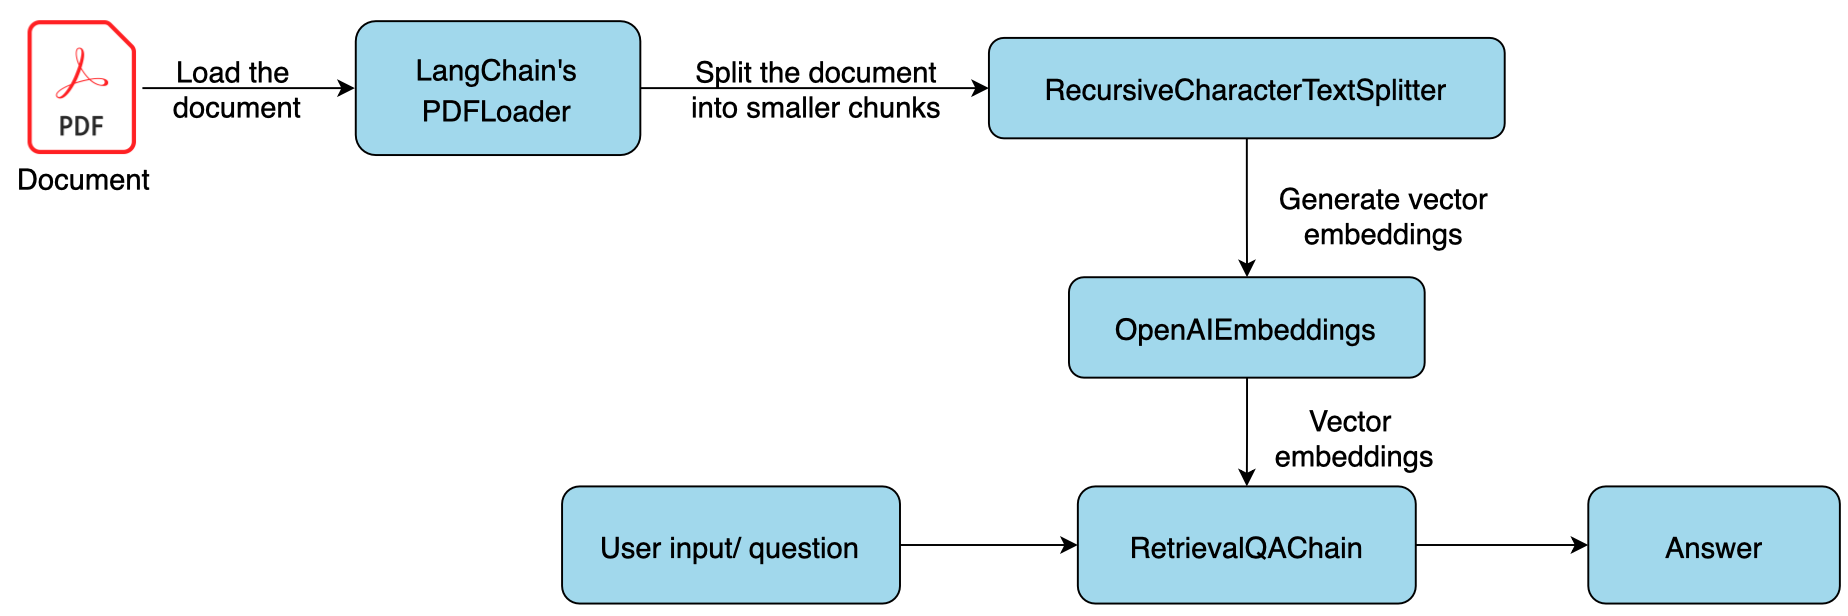 PDF
Document
Load the
document
LangChain's
PDFLoader
Split the document
into smaller chunks
RecursiveCharacterTextSplitter
Generate vector
embeddings
OpenAIEmbeddings
Vector
embeddings
User input/ question
RetrievalQAChain
Answer